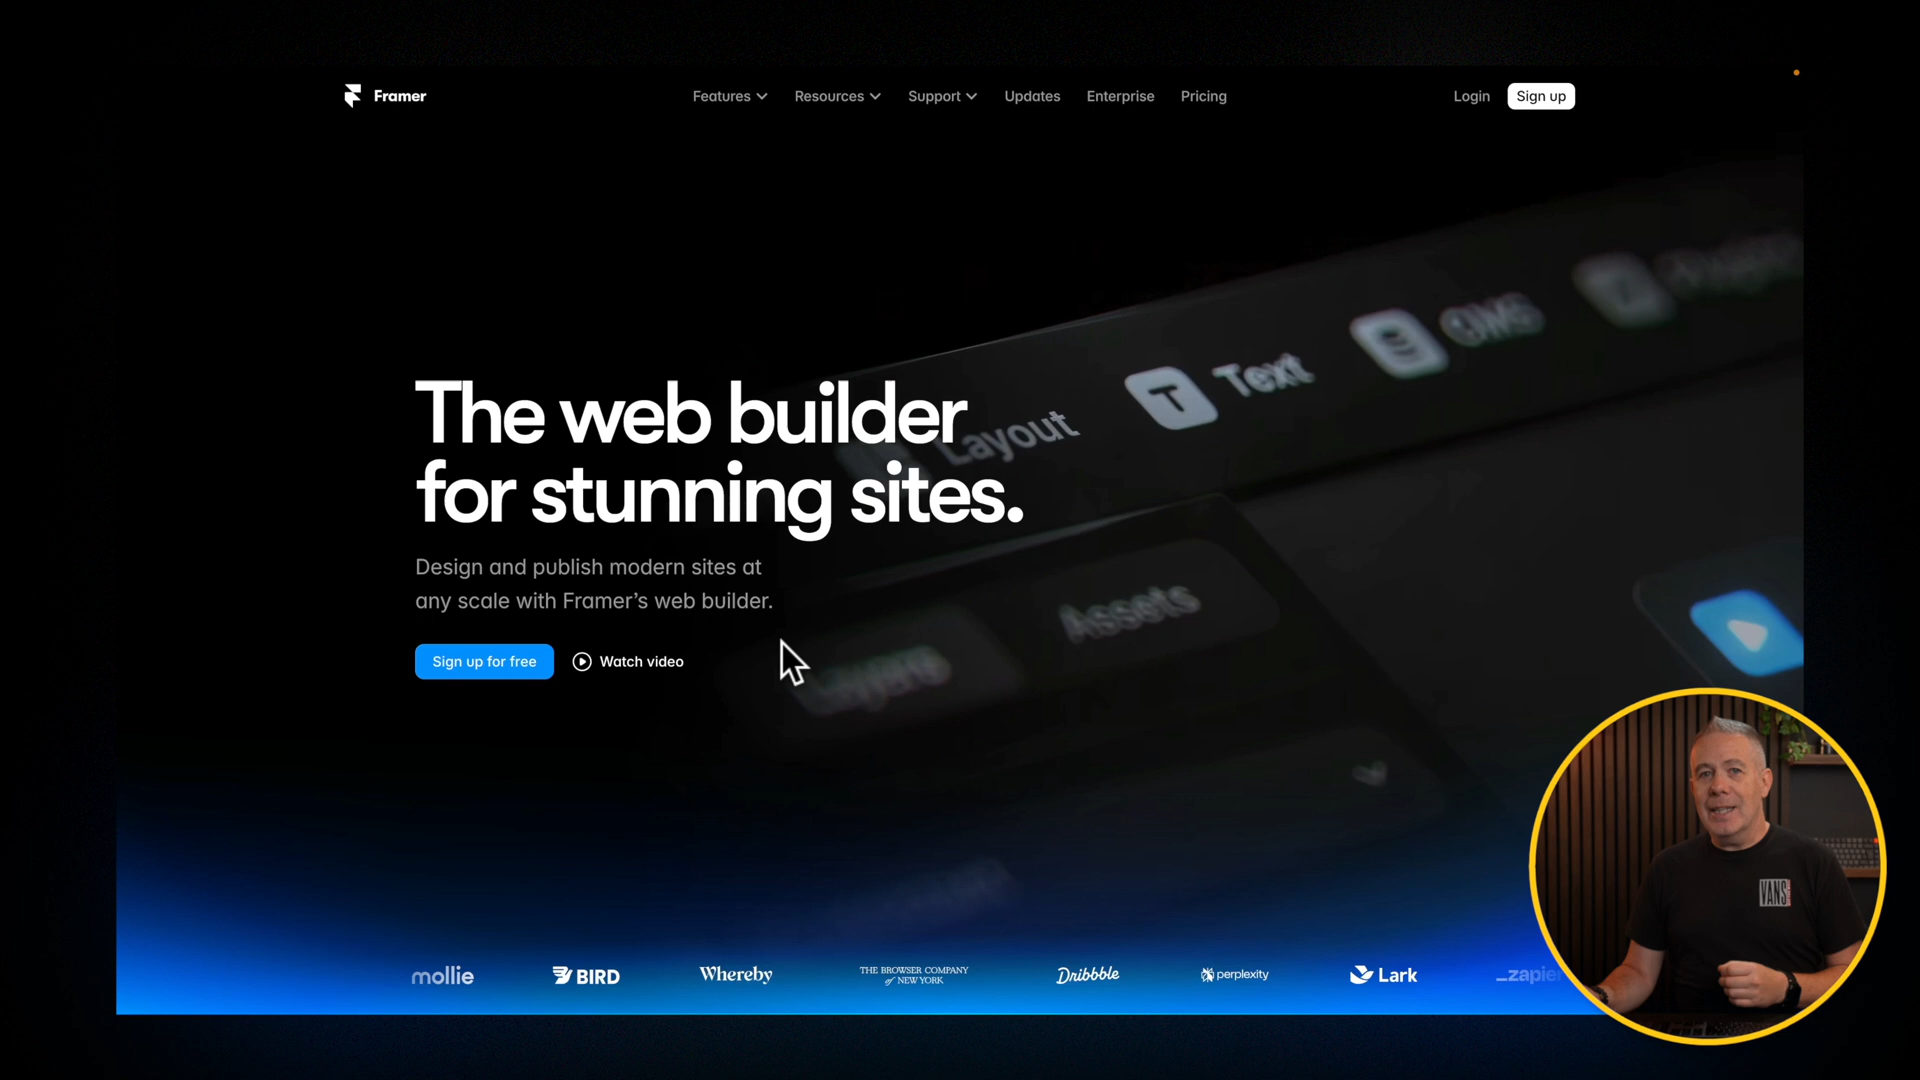 Framer
Features
Resources
Support
Updates
Enterprise
Pricing
Login
Sign up
CMS
T Text
Layout
The web builder
for stunning sites.
Design and publish modern sites at
any scale with Framer’s web builder.
Assets
Layers
Sign up for free
Watch video
VANS
mollie
BIRD
Whereby
THE BROWSER COMPANY
of NEW YORK
Dribbble
perplexity
Lark
zapier